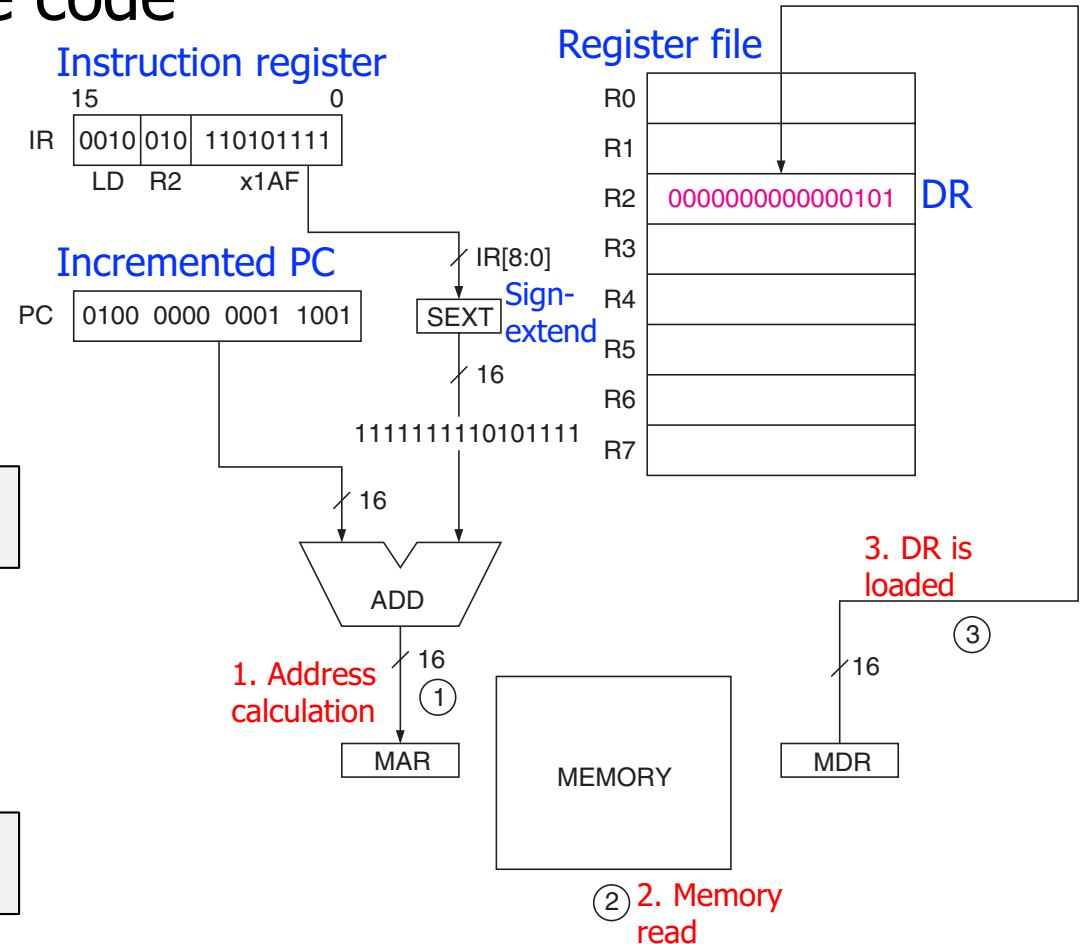 e code
Instruction register
15 0
IR 0010 010 110101111
LD R2 x1AF
IR[8:0]
Incremented PC
PC 0100 0000 0001 1001
SEXT
Sign-
extend
16
1111111110101111
16
ADD
16
1. Address
calculation
1
MAR
MEMORY
2
2. Memory
read
Register file
R0
R1
R2 0000000000000101 DR
R3
R4
R5
R6
R7
3. DR is
loaded
3
16
MDR